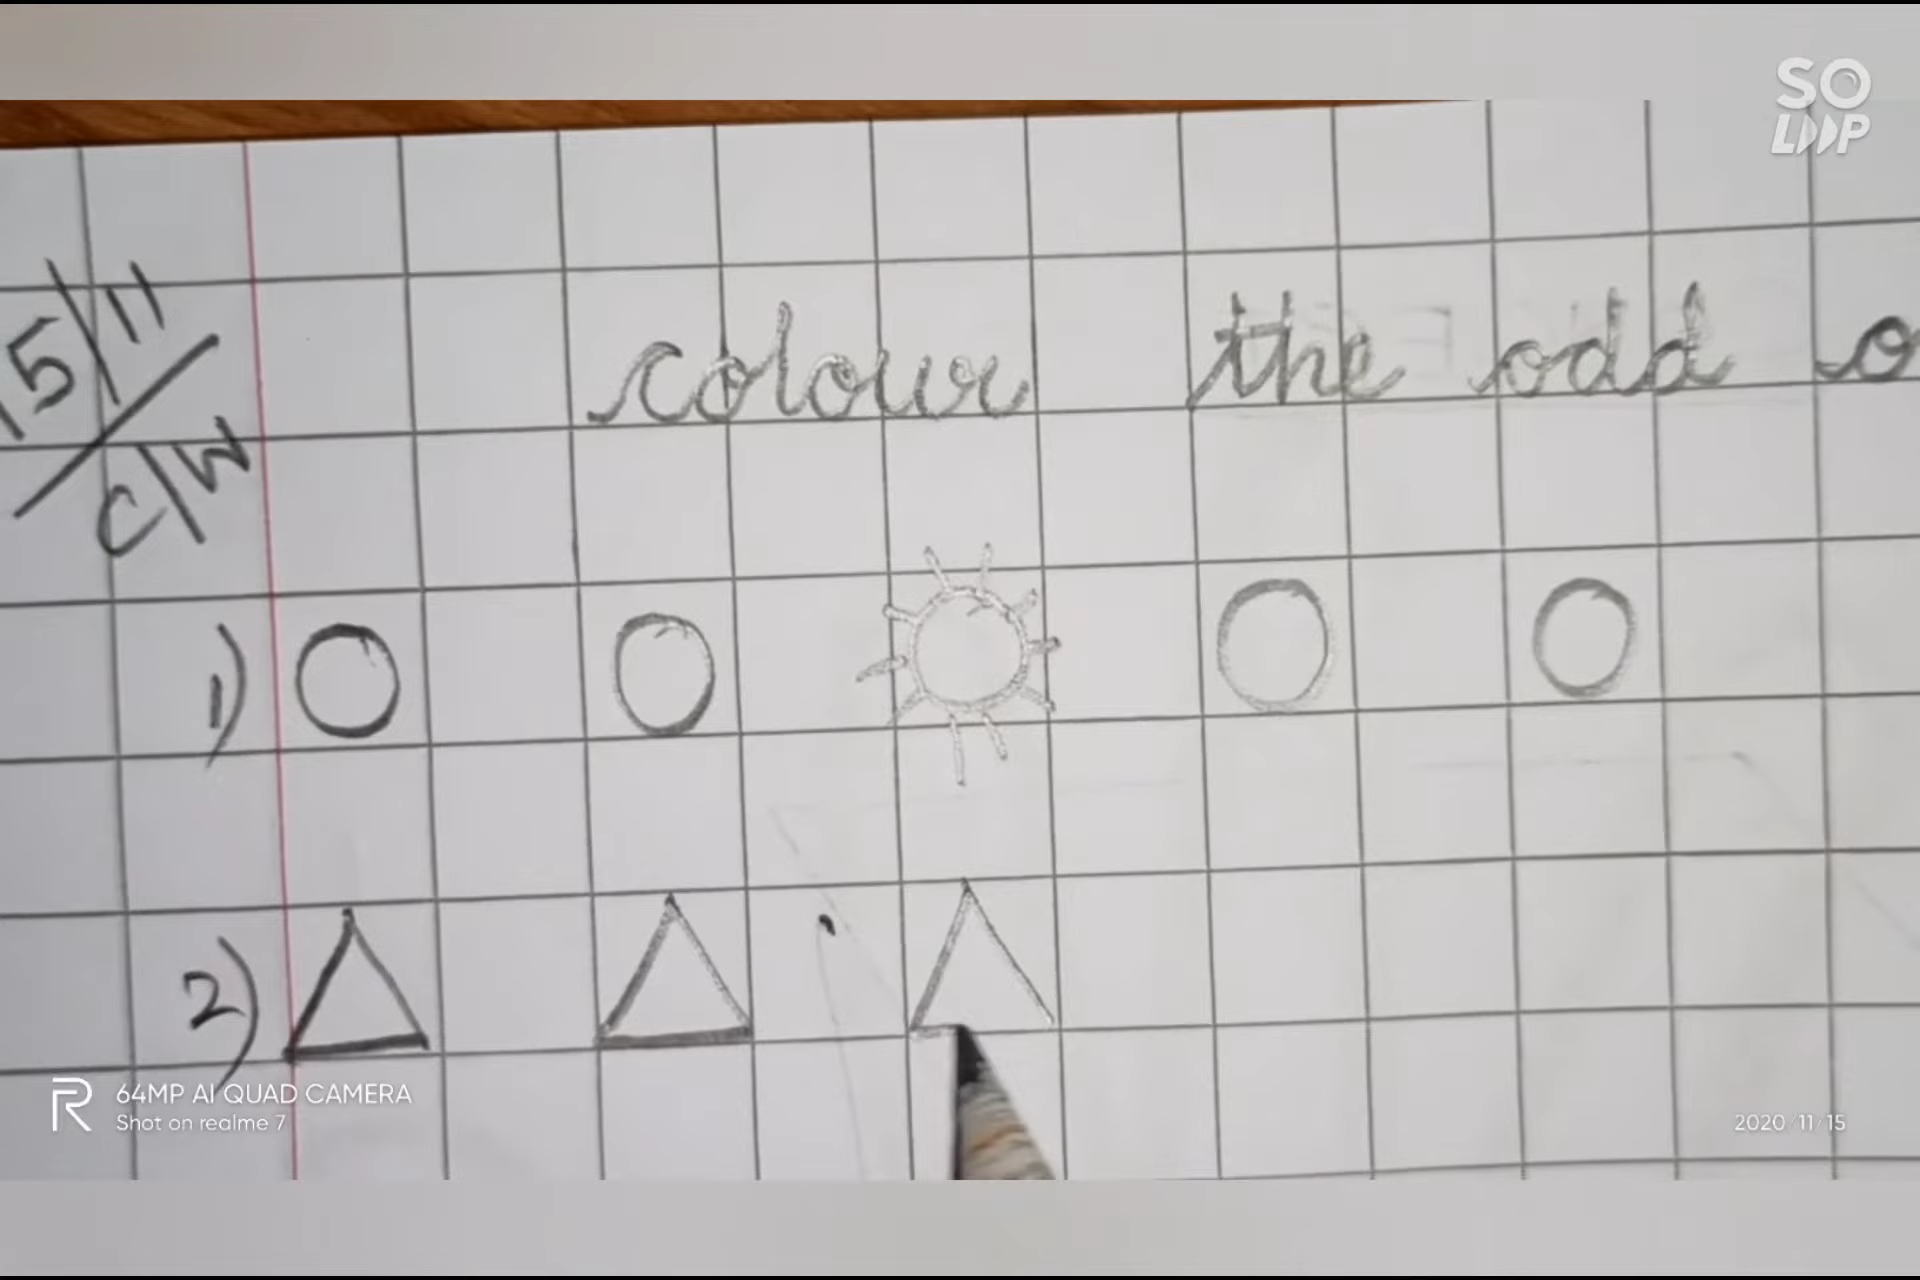 SO
LOOP
15/11
C/W
colour the odd o
1)
2)
64MP AI QUAD CAMERA
Shot on realme 7
2020/11/15